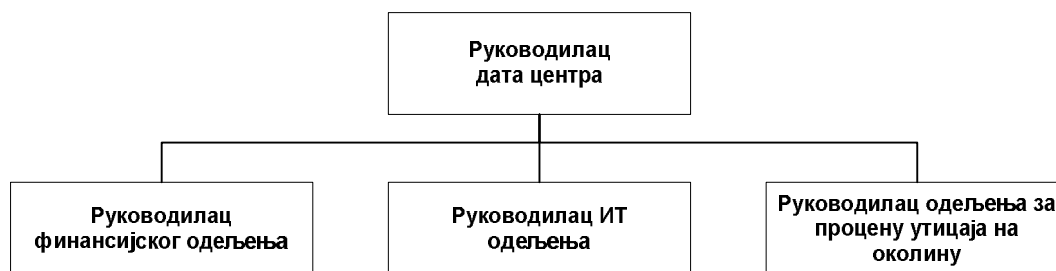 Руководилац
дата центра
Руководилац
финансијског одељења
Руководилац ИТ
одељења
Руководилац одељења за
процену утицаја на
околину